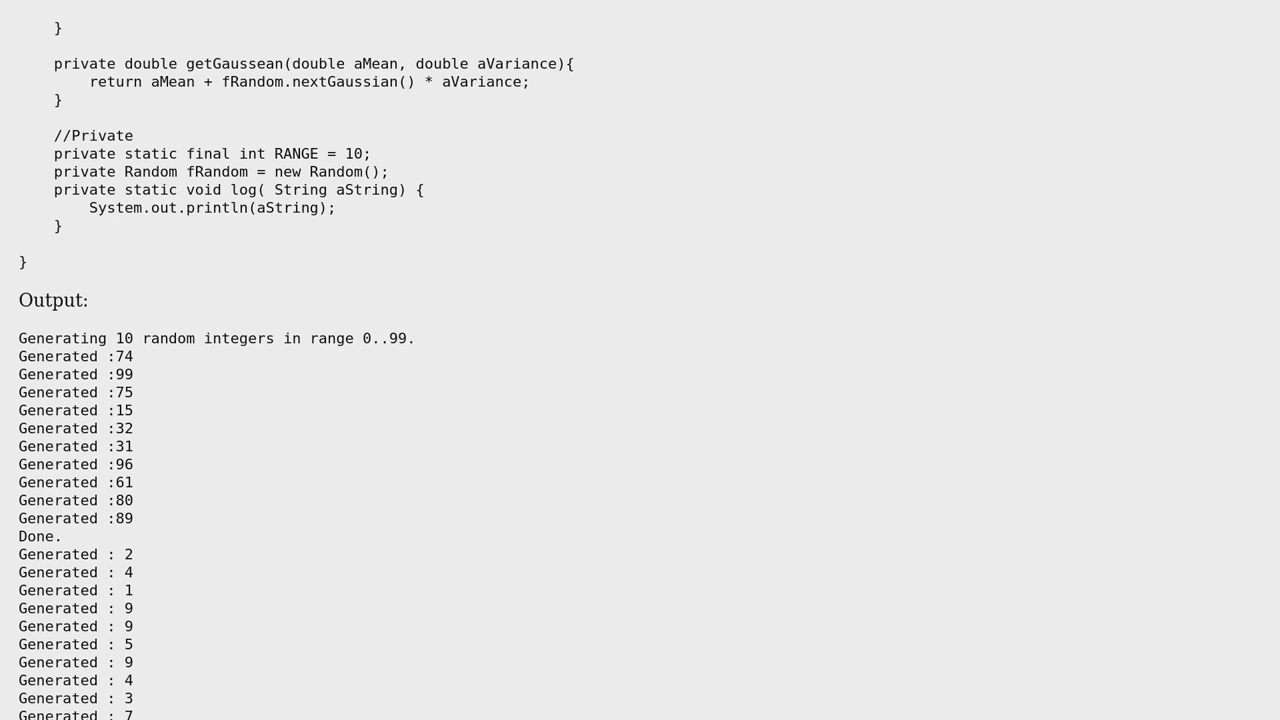 }

    private double getGaussean(double aMean, double aVariance){
        return aMean + fRandom.nextGaussian() * aVariance;
    }

    //Private
    private static final int RANGE = 10;
    private Random fRandom = new Random();
    private static void log( String aString) {
        System.out.println(aString);
    }

}
Output:
Generating 10 random integers in range 0..99.
Generated :74
Generated :99
Generated :75
Generated :15
Generated :32
Generated :31
Generated :96
Generated :61
Generated :80
Generated :89
Done.
Generated : 2
Generated : 4
Generated : 1
Generated : 9
Generated : 9
Generated : 5
Generated : 9
Generated : 4
Generated : 3
Generated : 7